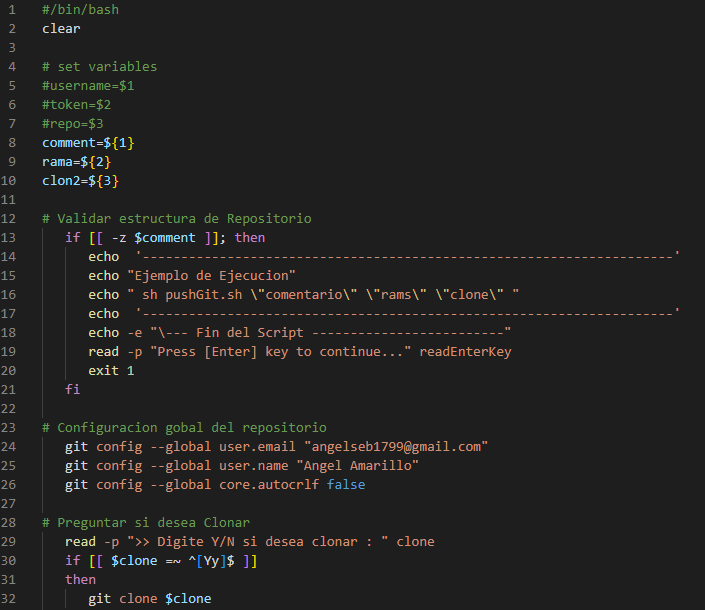 1 #/bin/bash
2 clear
3
4 # set variables
5 #username=$1
6 #token=$2
7 #repo=$3
8 comment=${1}
9 rama=${2}
10 clon2=${3}
11
12 # Validar estructura de Repositorio
13 if [[ -z $comment ]]; then
14 echo '---------------------------------------------------------------------'
15 echo "Ejemplo de Ejecucion"
16 echo " sh pushGit.sh \"comentario\" \"rams\" \"clone\" "
17 echo '---------------------------------------------------------------------'
18 echo -e "\--- Fin del Script -------------------------"
19 read -p "Press [Enter] key to continue..." readEnterKey
20 exit 1
21 fi
22
23 # Configuracion gobal del repositorio
24 git config --global user.email "angelseb1799@gmail.com"
25 git config --global user.name "Angel Amarillo"
26 git config --global core.autocrlf false
27
28 # Preguntar si desea Clonar
29 read -p ">> Digite Y/N si desea clonar : " clone
30 if [[ $clone =~ ^[Yy]$ ]]
31 then
32 git clone $clone